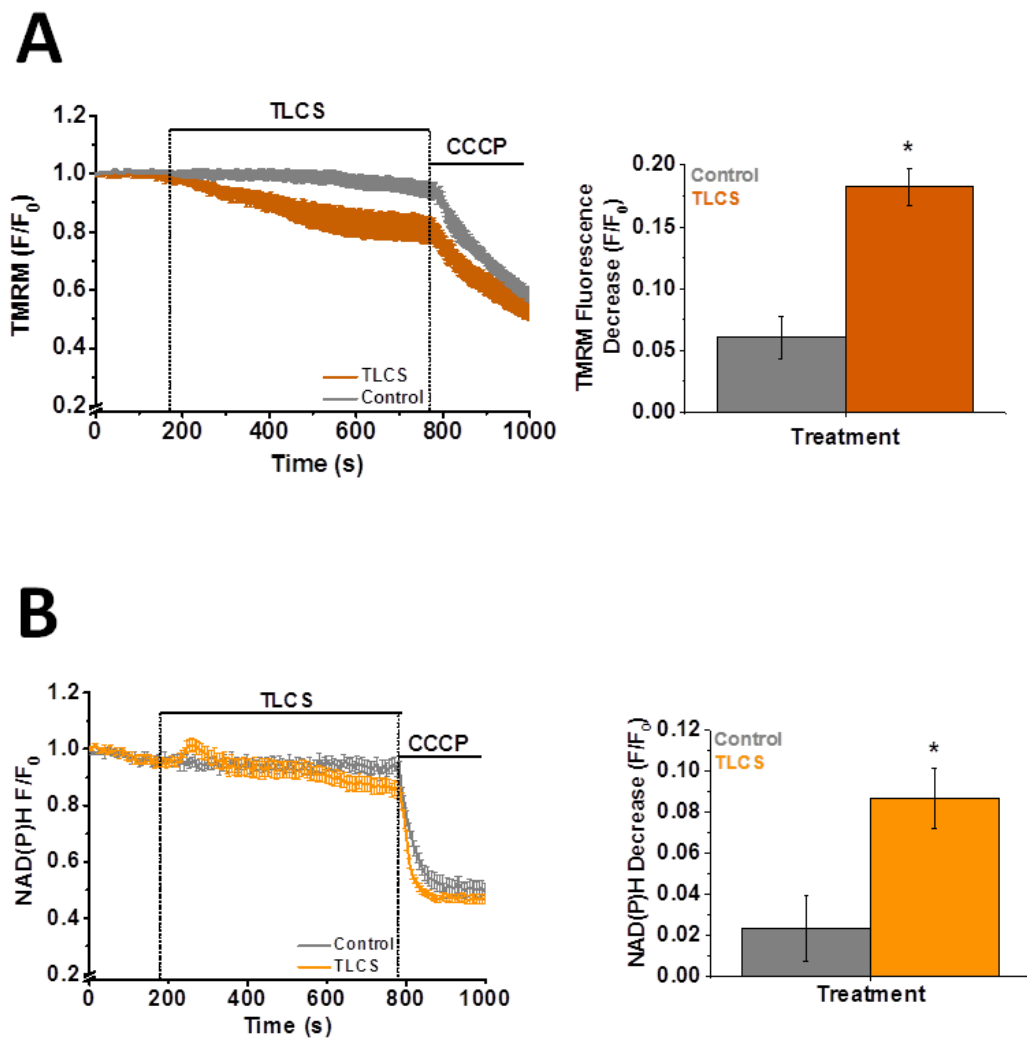 A
TLCS
CCCP
TMRM (F/F0)
1.2
1.0
0.8
0.6
0.4
0.2
TLCS
Control
0 200 400 600 800 1000
Time (s)
Control
TLCS
*
TMRM Fluorescence
Decrease (F/F0)
0.20
0.15
0.10
0.05
0.00
Treatment
B
TLCS
CCCP
NAD(P)H F/F0
1.2
1.0
0.8
0.6
0.4
0.2
Control
TLCS
0 200 400 600 800 1000
Time (s)
Control
TLCS
*
NAD(P)H Decrease (F/F0)
0.12
0.10
0.08
0.06
0.04
0.02
0.00
Treatment